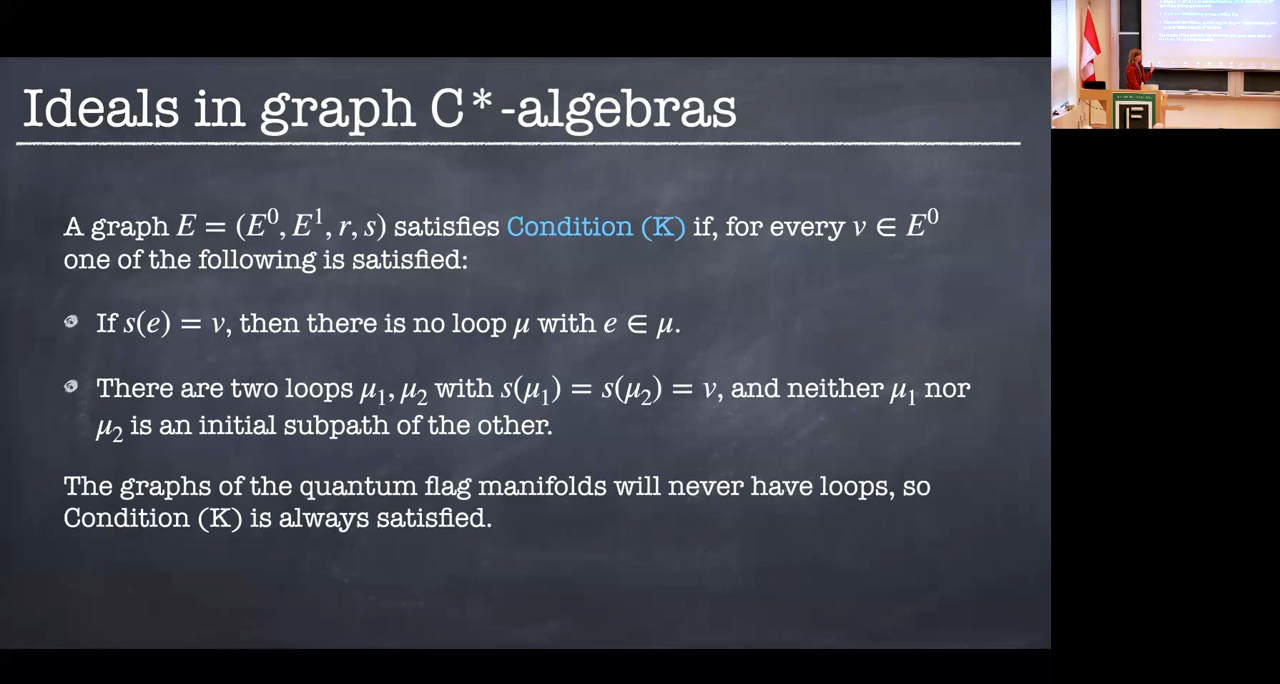 Ideals in graph C*-algebras
A graph E = (E⁰, E¹, r, s) satisfies Condition (K) if, for every v ∈ E⁰
one of the following is satisfied:
If s(e) = v, then there is no loop μ with e ∈ μ.
There are two loops μ₁, μ₂ with s(μ₁) = s(μ₂) = v, and neither μ₁ nor
μ₂ is an initial subpath of the other.
The graphs of the quantum flag manifolds will never have loops, so
Condition (K) is always satisfied.